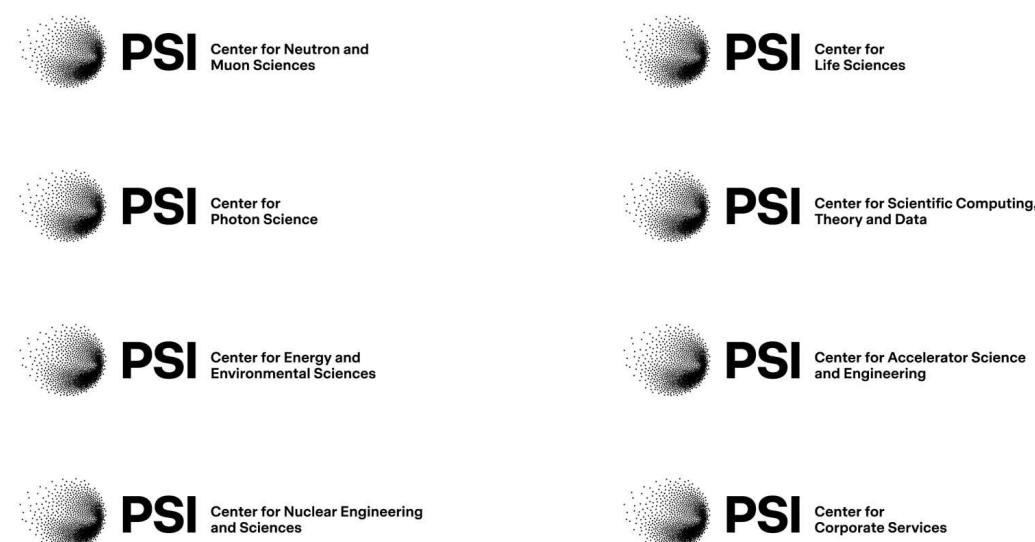 PSI Center for Neutron and
Muon Sciences
PSI Center for
Life Sciences
PSI Center for
Photon Science
PSI Center for Scientific Computing,
Theory and Data
PSI Center for Energy and
Environmental Sciences
PSI Center for Accelerator Science
and Engineering
PSI Center for Nuclear Engineering
and Sciences
PSI Center for
Corporate Services